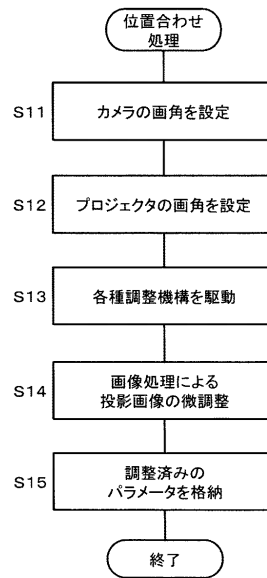 位置合わせ
処理
S11
カメラの画角を設定
S12
プロジェクタの画角を設定
S13
各種調整機構を駆動
S14
画像処理による
投影画像の微調整
S15
調整済みの
パラメータを格納
終了